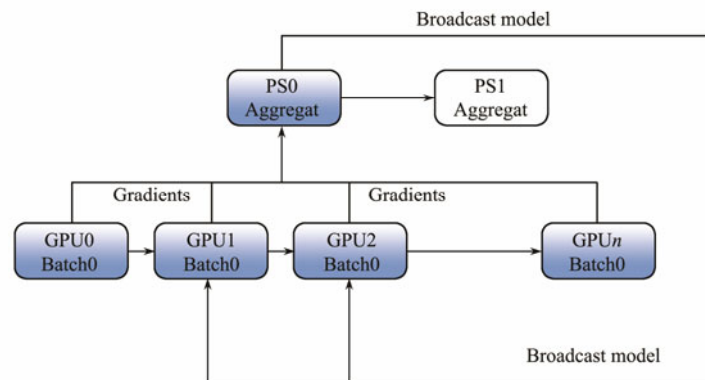 Broadcast model
PS0
Aggregat
PS1
Aggregat
Gradients
Gradients
GPU0
Batch0
GPU1
Batch0
GPU2
Batch0
GPUn
Batch0
Broadcast model